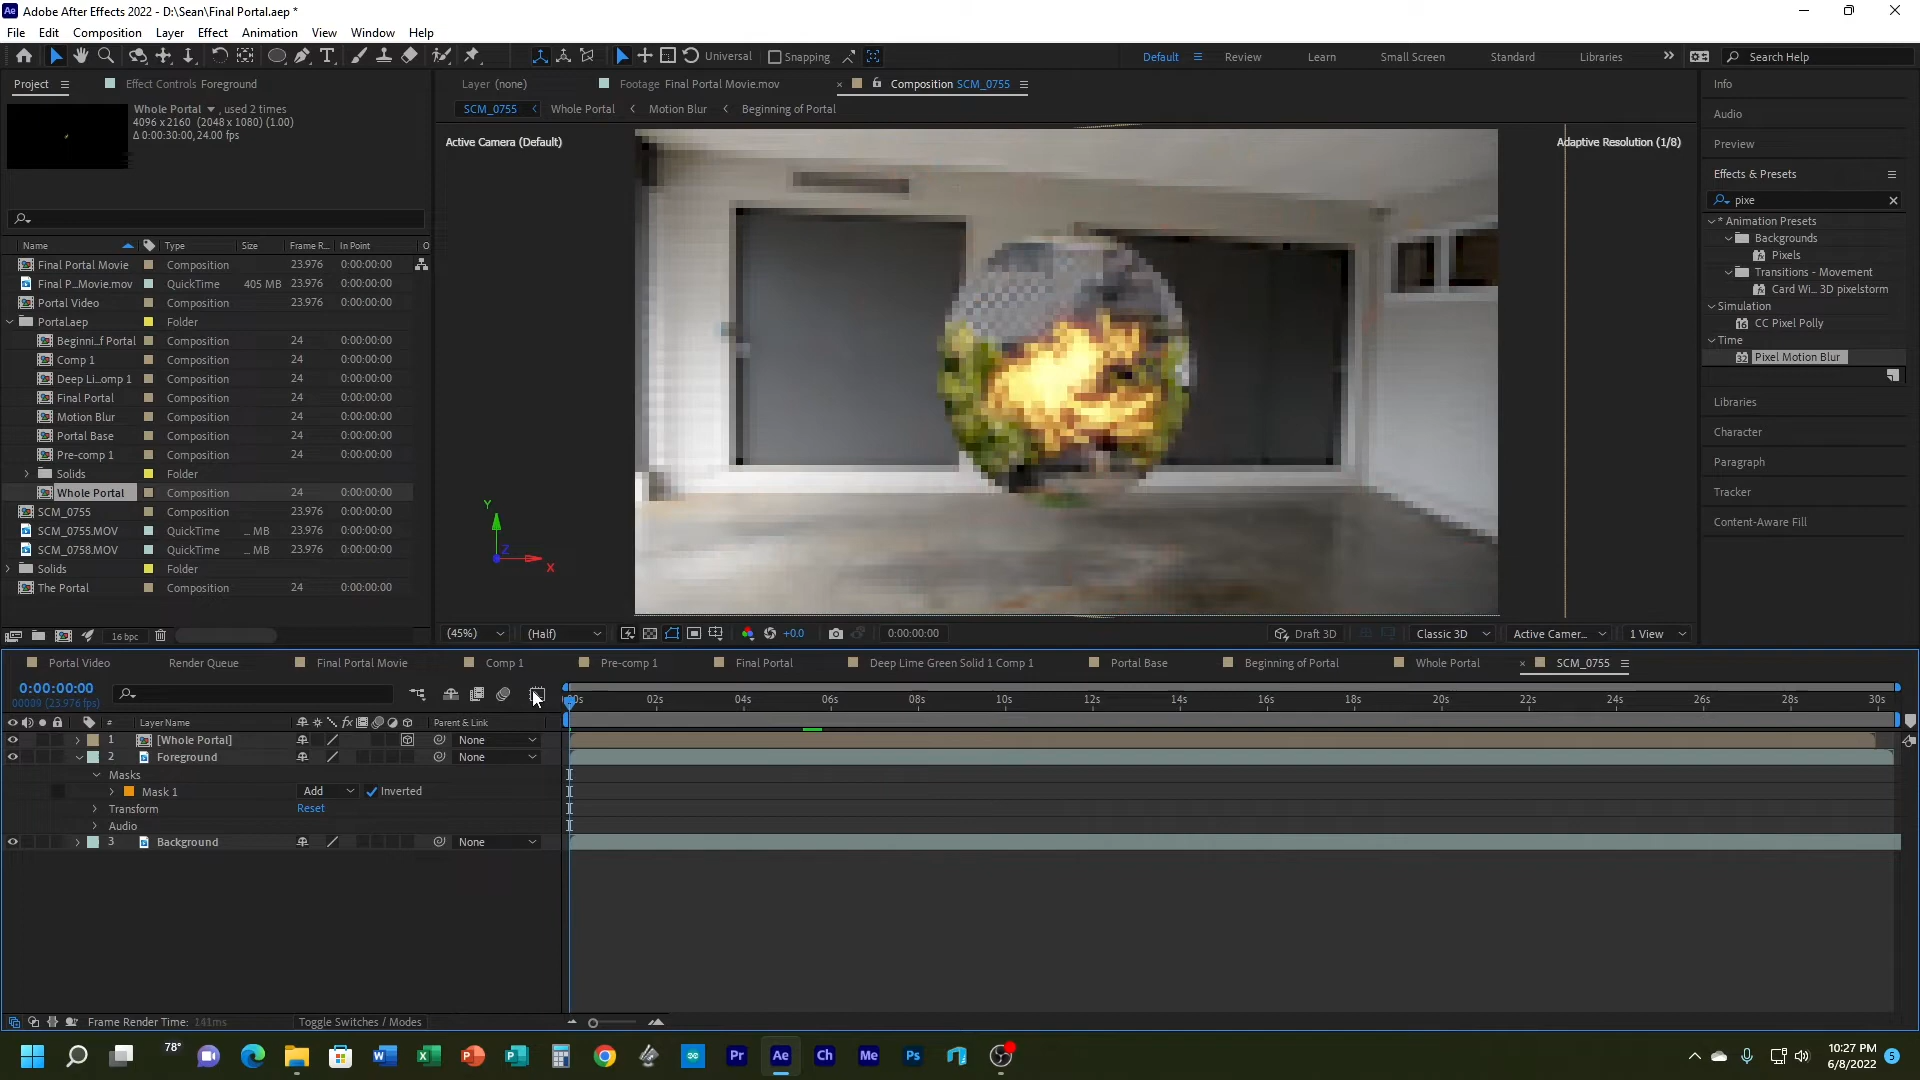 Adobe After Effects 2022 - D:\Sean\Final Portal.aep *
File Edit Composition Layer Effect Animation View Window Help
Universal Snapping Default Review Learn Small Screen Standard Libraries Search Help
Project Effect Controls Foreground
Layer (none) Footage Final Portal Movie.mov Composition SCM_0755
Whole Portal , used 2 times
4096 x 2160 (2048 x 1080) (1.00)
Δ 0:00:30:00, 24.00 fps
SCM_0755 Whole Portal Motion Blur Beginning of Portal
Active Camera (Default)
Adaptive Resolution (1/8)
Name Type Size Frame R... In Point
Final Portal Movie Composition 23.976 0:00:00:00
Final P...Movie.mov QuickTime 405 MB 23.976 0:00:00:00
Portal Video Composition 23.976 0:00:00:00
Portal.aep Folder
Beginni...f Portal Composition 24 0:00:00:00
Comp 1 Composition 24 0:00:00:00
Deep Li...omp 1 Composition 24 0:00:00:00
Final Portal Composition 24 0:00:00:00
Motion Blur Composition 24 0:00:00:00
Portal Base Composition 24 0:00:00:00
Pre-comp 1 Composition 24 0:00:00:00
Solids Folder
Whole Portal Composition 24 0:00:00:00
SCM_0755 Composition 23.976 0:00:00:00
SCM_0755.MOV QuickTime ... MB 23.976 0:00:00:00
SCM_0758.MOV QuickTime ... MB 23.976 0:00:00:00
Solids Folder
The Portal Composition 24 0:00:00:00
16 bpc
Y
Z
X
(45%) (Half) +0.0 0:00:00:00 Draft 3D Classic 3D Active Camer... 1 View
Info
Audio
Preview
Effects & Presets
pixe
* Animation Presets
Backgrounds
Pixels
Transitions - Movement
Card Wi... 3D pixelstorm
Simulation
CC Pixel Polly
Time
Pixel Motion Blur
Libraries
Character
Paragraph
Tracker
Content-Aware Fill
Portal Video Render Queue Final Portal Movie Comp 1 Pre-comp 1 Final Portal Deep Lime Green Solid 1 Comp 1 Portal Base Beginning of Portal Whole Portal SCM_0755
0:00:00:00
02s 04s 06s 08s 10s 12s 14s 16s 18s 20s 22s 24s 26s 28s 30s
# Layer Name Parent & Link
1 [Whole Portal] None
2 Foreground None
Masks
Mask 1 Add Inverted
Transform Reset
Audio
3 Background None
Frame Render Time: 141ms Toggle Switches / Modes
78° Pr Ae Ch Me Ps
10:27 PM
6/8/2022
5